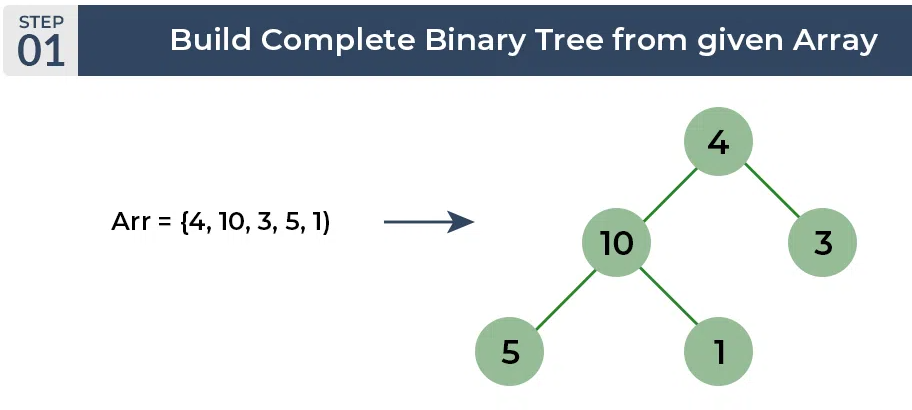 STEP
01
Build Complete Binary Tree from given Array
4
Arr = {4, 10, 3, 5, 1)
10
3
5
1